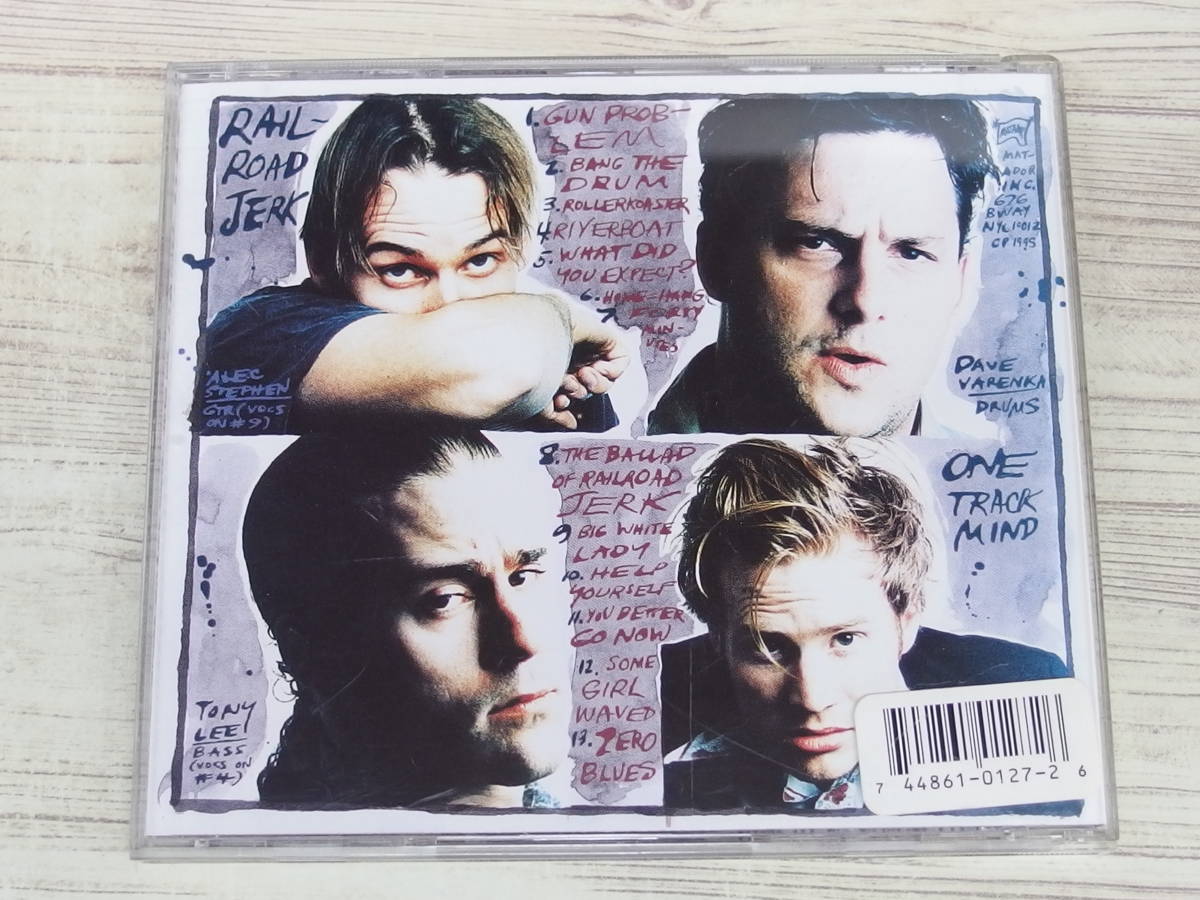 RAIL-
ROAD
JERK
ALEC
STEPHEN
GTR (VOCS
ON #9)
1. GUN PROB-
LEM
2. BANG THE
DRUM
3. ROLLERKOASTER
4. RIVERBOAT
5. WHAT DID
YOU EXPECT?
6. HOME = HANG
7. FORTY
MIN-
UTES
MAT-
ADOR
INC.
676
BWAY
NYC 10012
CP 1995
DAVE
VARENKA
DRUMS
TONY
LEE
BASS
(VOCS ON
#4)
8. THE BALLAD
OF RAILROAD
JERK
9 BIG WHITE
LADY
10. HELP
YOURSELF
11. YOU BETTER
GO NOW
12. SOME
GIRL
WAVED
13. ZERO
BLUES
ONE
TRACK
MIND
7 44861-0127-2 6